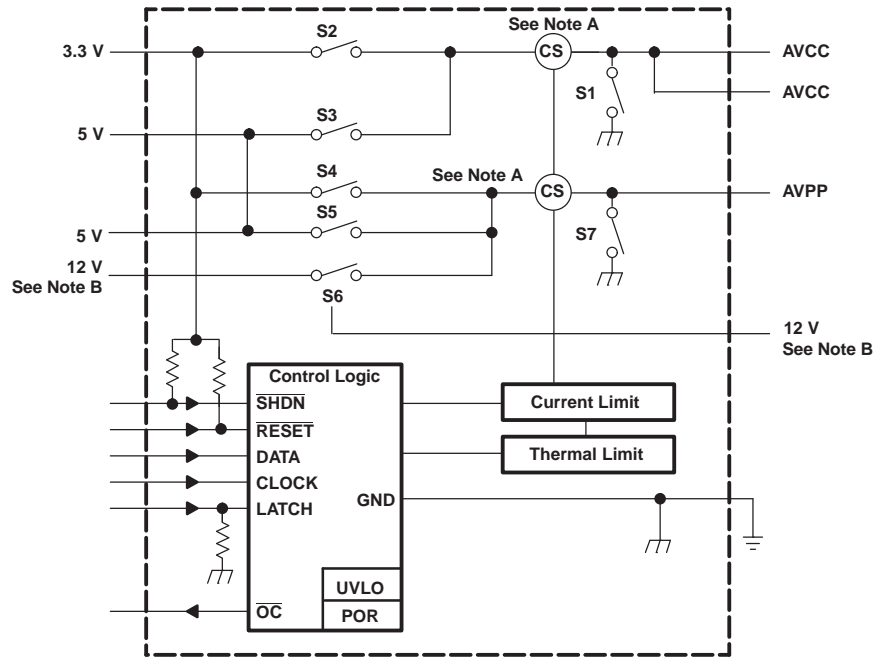 See Note A
S2
3.3 V
CS
AVCC
S1
AVCC
S3
5 V
S4
See Note A
CS
AVPP
S5
5 V
S7
12 V
See Note B
S6
12 V
See Note B
Control Logic
SHDN
Current Limit
RESET
DATA
Thermal Limit
CLOCK
LATCH
GND
UVLO
OC
POR